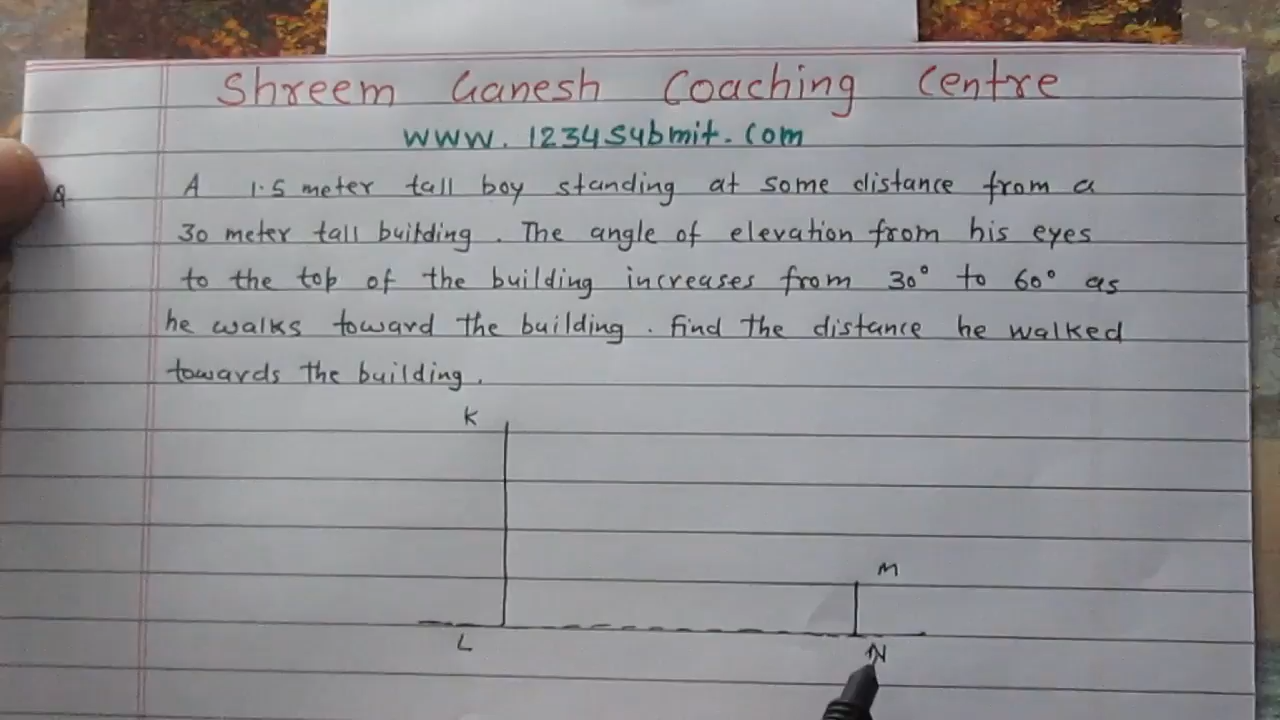 Shreem Ganesh Coaching Centre
www.1234submit.com
Q A 1.5 meter tall boy standing at some distance from a
30 meter tall building. The angle of elevation from his eyes
to the top of the building increases from 30° to 60° as
he walks toward the building. find the distance he walked
towards the building.
K
M
L
N